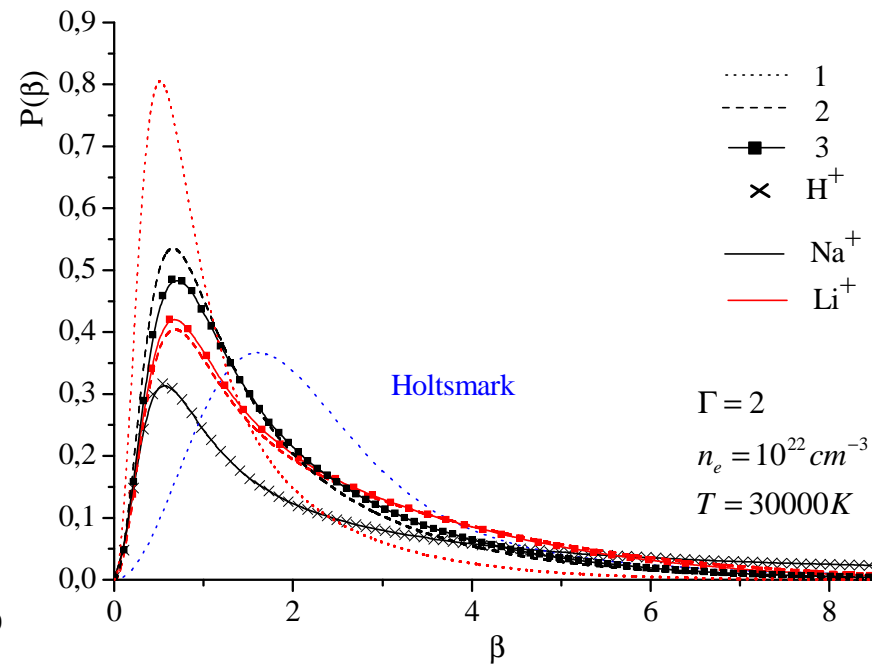 0,9
0,8
0,7
0,6
0,5
0,4
0,3
0,2
0,1
0,0
P(β)
0
2
4
6
8
β
1
2
3
H+
Na+
Li+
Holtsmark
Γ = 2
n_e = 10^22 cm^-3
T = 30000K